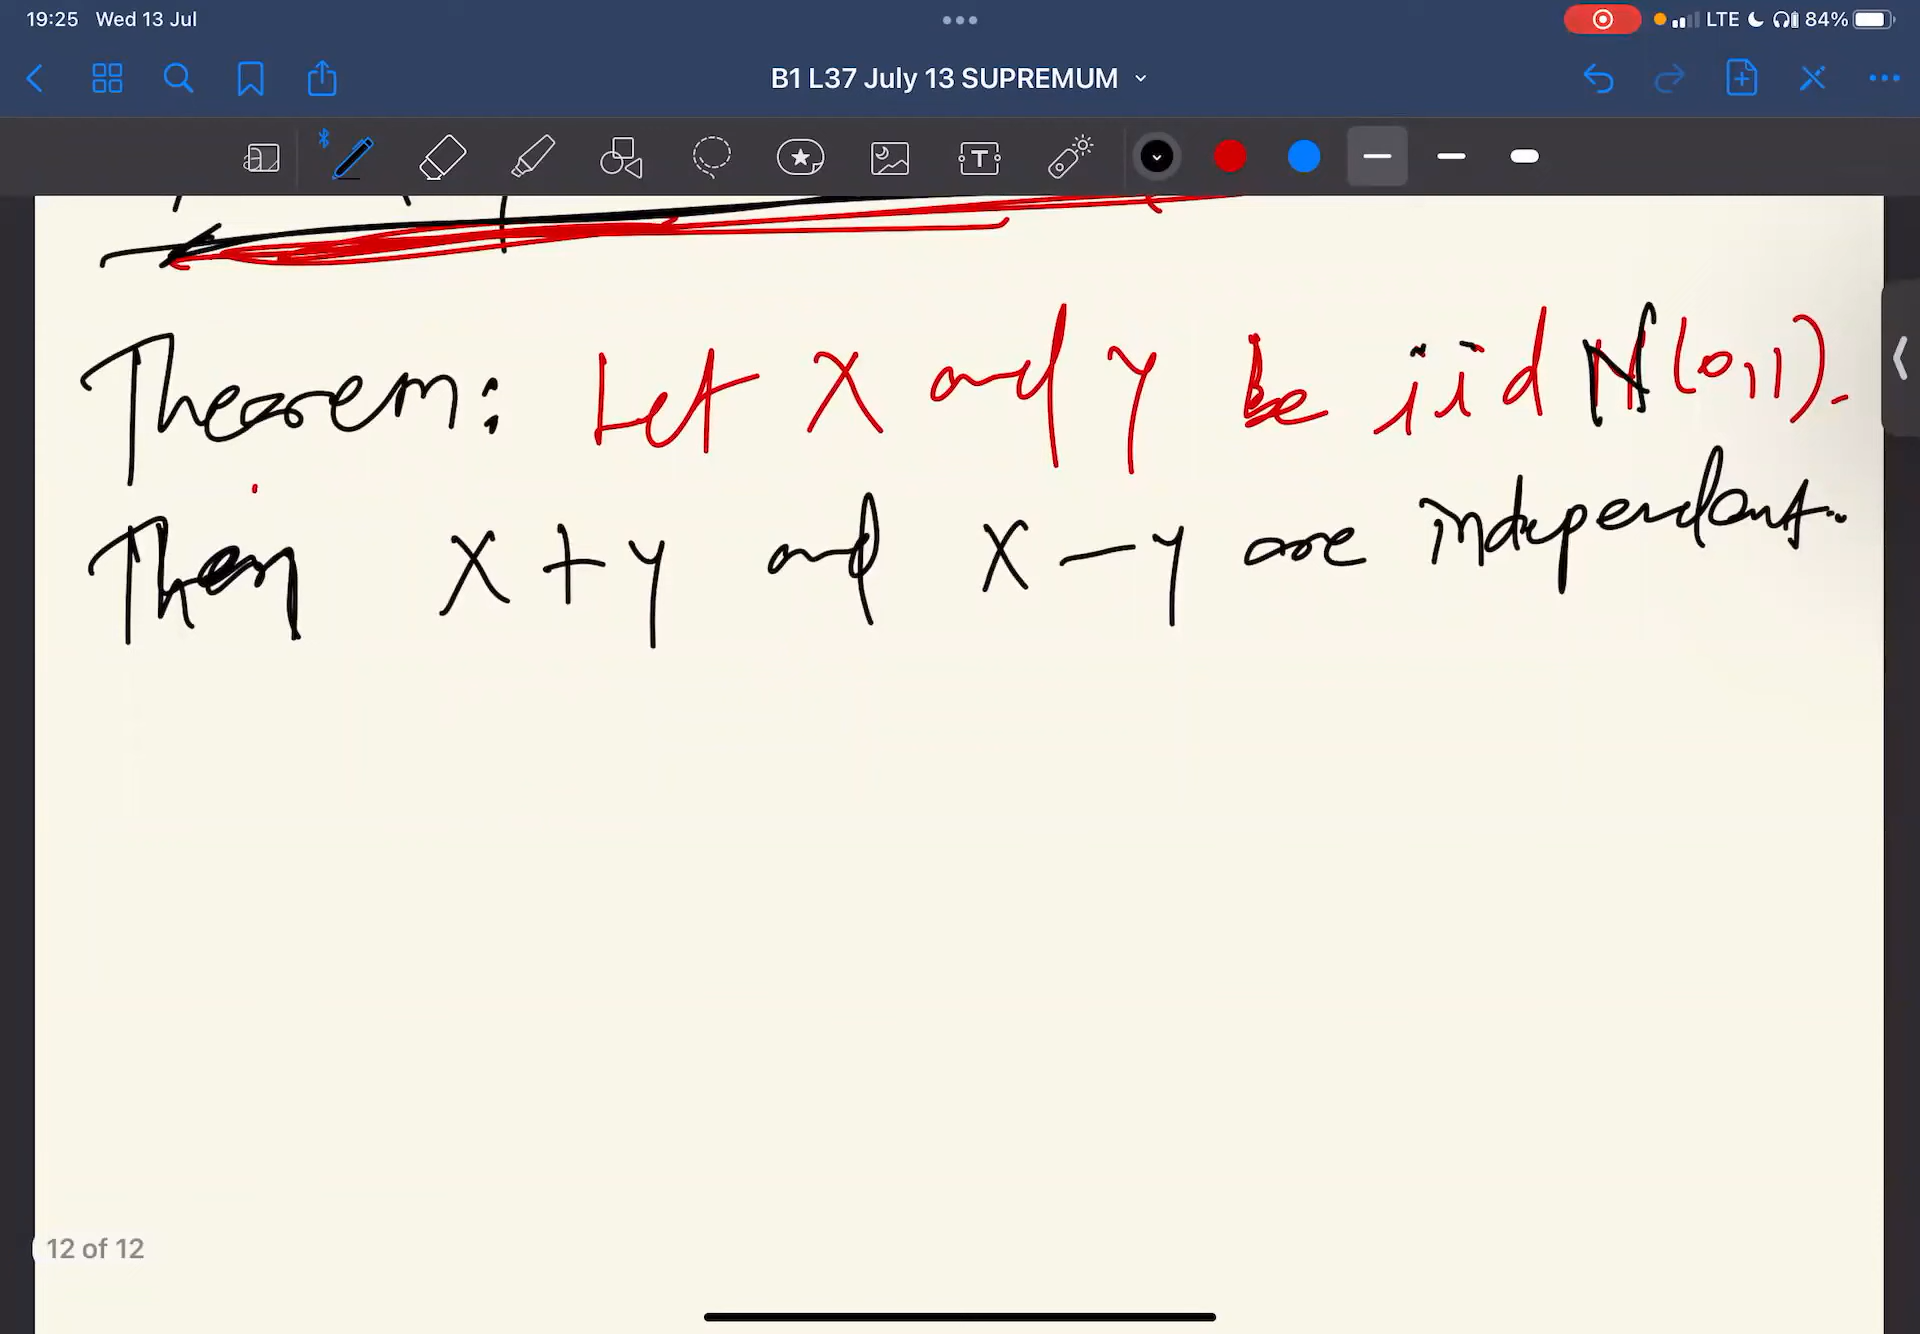 19:25 Wed 13 Jul
LTE 84%
B1 L37 July 13 SUPREMUM
T
Theorem: Let X and Y be iid N(0,1).
Then X + Y and X - Y are independent.
12 of 12